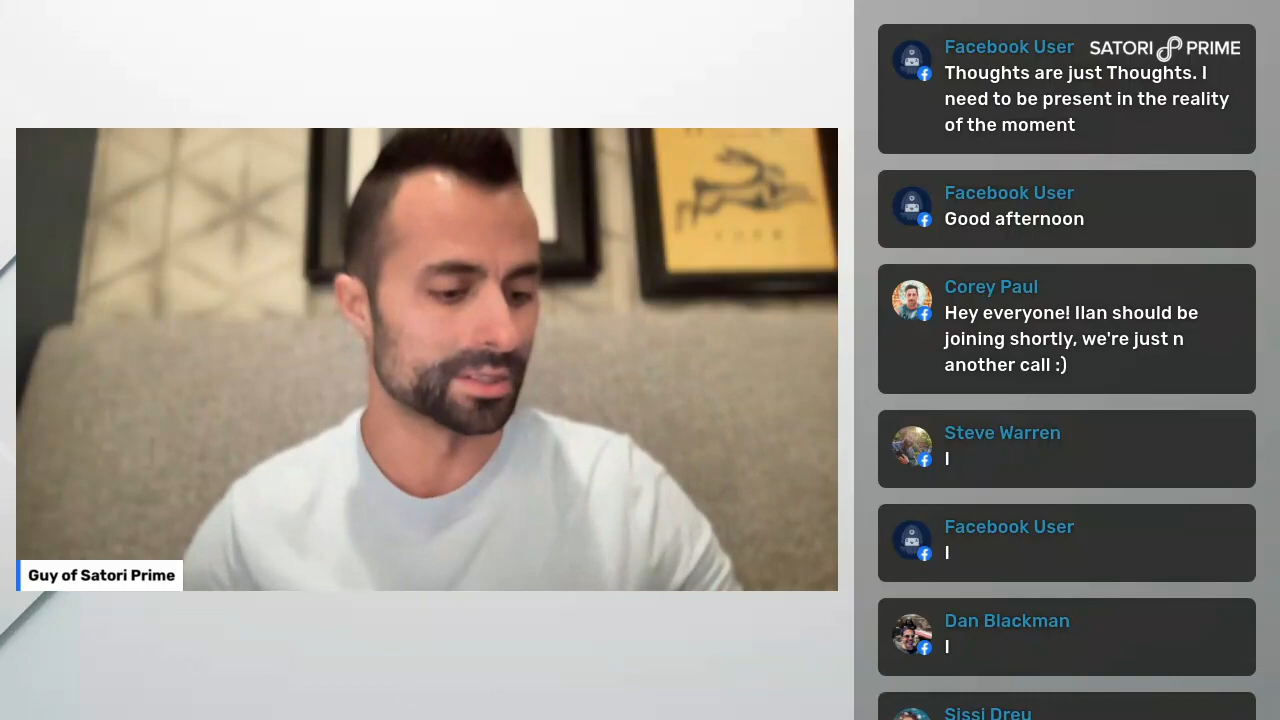 Facebook User
SATORI PRIME
Thoughts are just Thoughts. I
need to be present in the reality
of the moment
Facebook User
Good afternoon
Corey Paul
Hey everyone! Ilan should be
joining shortly, we're just n
another call :)
Steve Warren
I
Facebook User
I
Dan Blackman
I
Sissi Dreu
Guy of Satori Prime